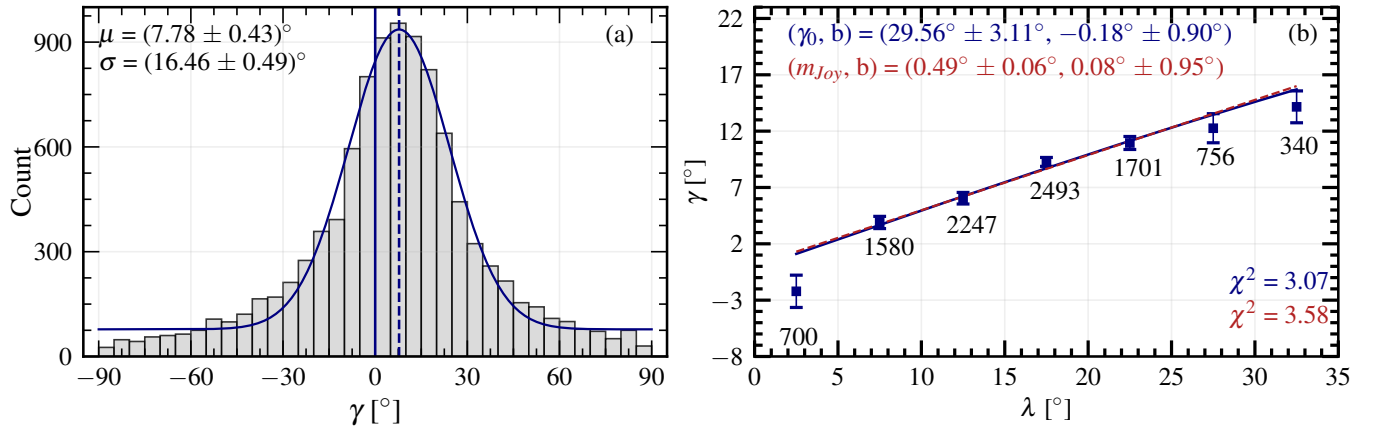 μ = (7.78 ± 0.43)°
σ = (16.46 ± 0.49)°
(a)
900
600
300
0
Count
−90
−60
−30
0
30
60
90
γ [°]
(γ₀, b) = (29.56° ± 3.11°, −0.18° ± 0.90°)
(b)
(m_Joy, b) = (0.49° ± 0.06°, 0.08° ± 0.95°)
22
17
12
7
2
−3
−8
γ [°]
700
1580
2247
2493
1701
756
340
χ² = 3.07
χ² = 3.58
0
5
10
15
20
25
30
35
λ [°]